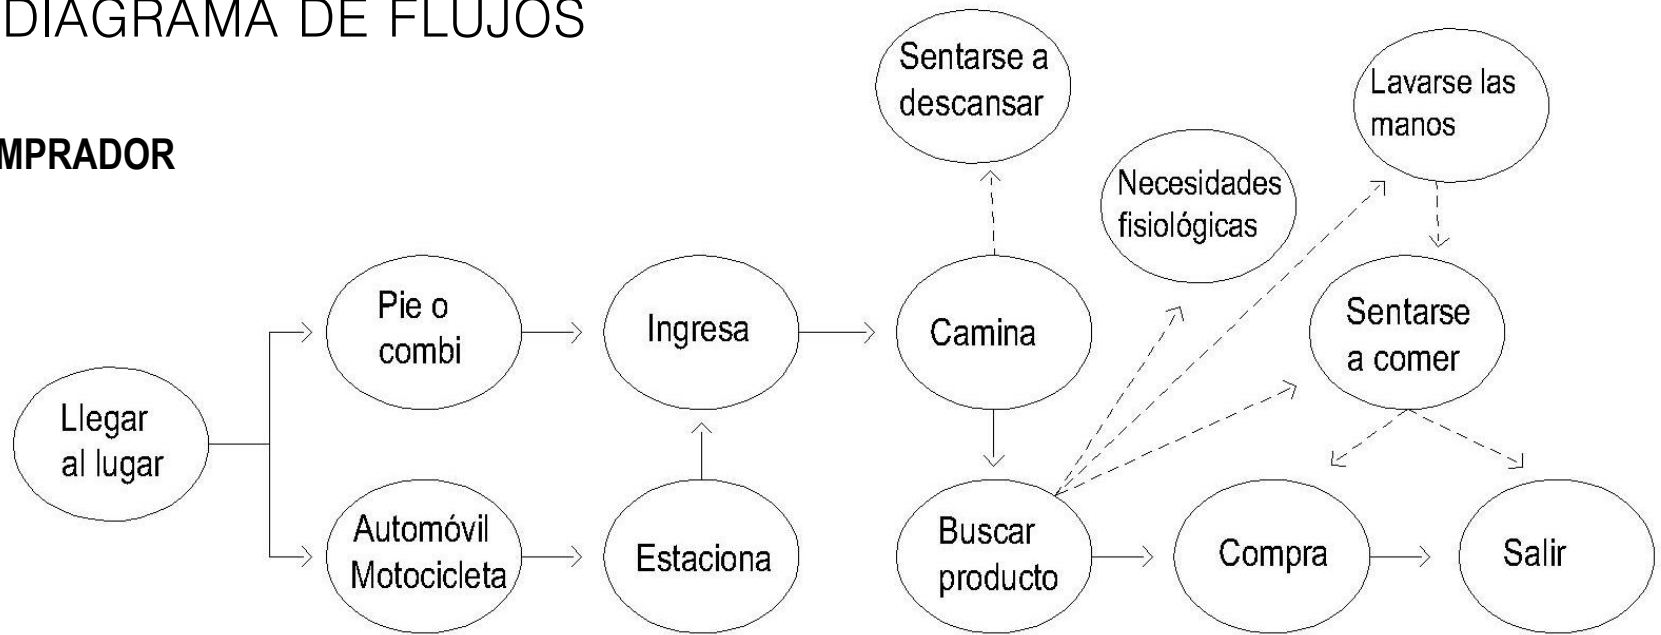 DIAGRAMA DE FLUJOS
MPRADOR
Llegar
al lugar
Pie o
combi
Automóvil
Motocicleta
Ingresa
Estaciona
Sentarse a
descansar
Camina
Buscar
producto
Necesidades
fisiológicas
Lavarse las
manos
Sentarse
a comer
Compra
Salir